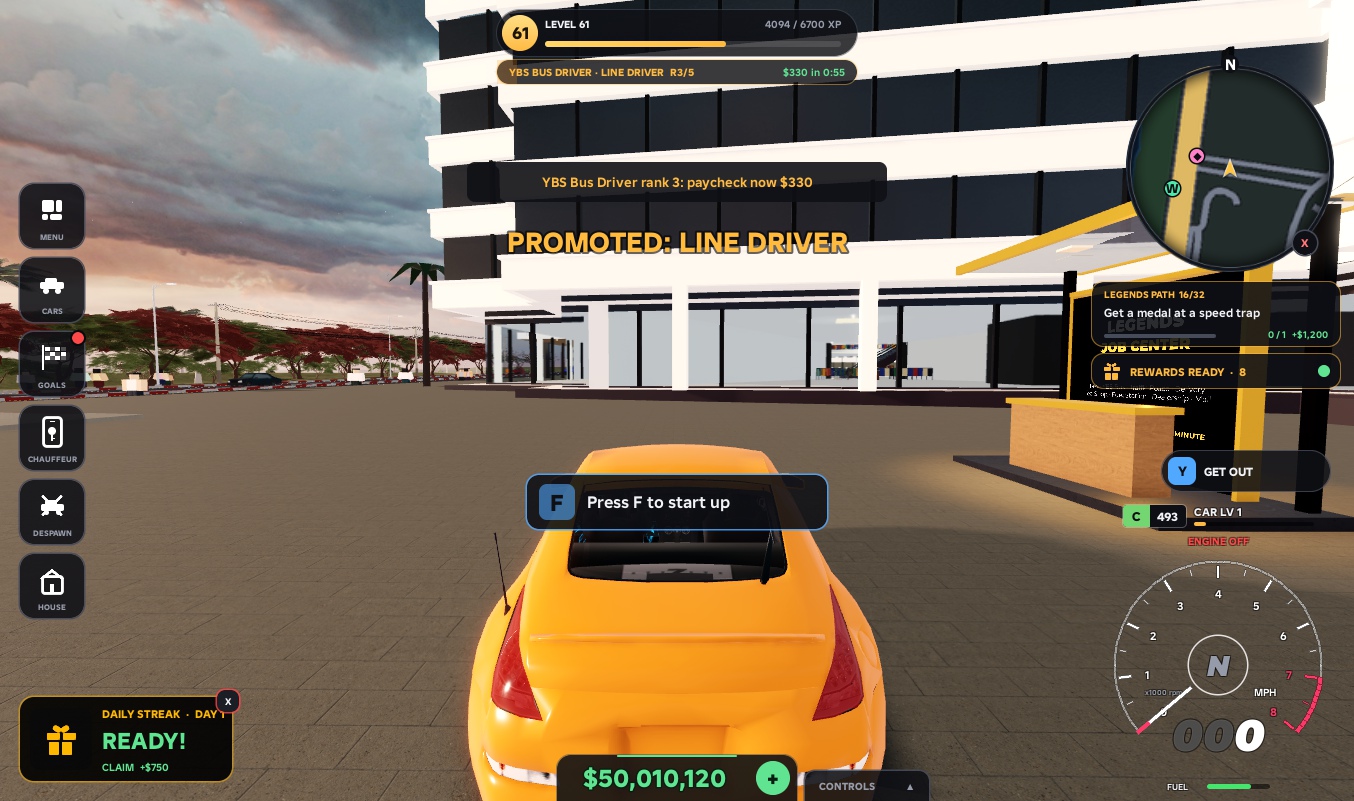 61
LEVEL 61
4094 / 6700 XP
YBS BUS DRIVER · LINE DRIVER R3/5
$330 in 0:55
YBS Bus Driver rank 3: paycheck now $330
PROMOTED: LINE DRIVER
N
W
X
LEGENDS PATH 16/32
Get a medal at a speed trap
0 / 1 +$1,200
LEGENDS
JOB CENTER
REWARDS READY · 8
MINUTE
MENU
CARS
GOALS
CHAUFFEUR
DESPAWN
HOUSE
F
Press F to start up
Y
GET OUT
C
493
CAR LV 1
ENGINE OFF
1
2
3
4
5
6
7
8
x1000 rpm
N
MPH
000
FUEL
DAILY STREAK · DAY 1
X
READY!
CLAIM +$750
$50,010,120
+
CONTROLS